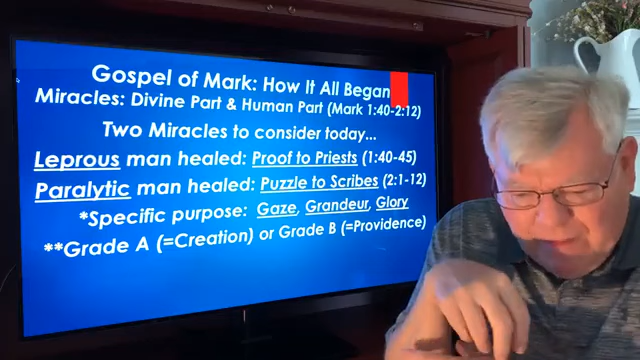 Gospel of Mark: How It All Began
Miracles: Divine Part & Human Part (Mark 1:40-2:12)
Two Miracles to consider today...
Leprous man healed: Proof to Priests (1:40-45)
Paralytic man healed: Puzzle to Scribes (2:1-12)
*Specific purpose: Gaze, Grandeur, Glory
**Grade A (=Creation) or Grade B (=Providence)